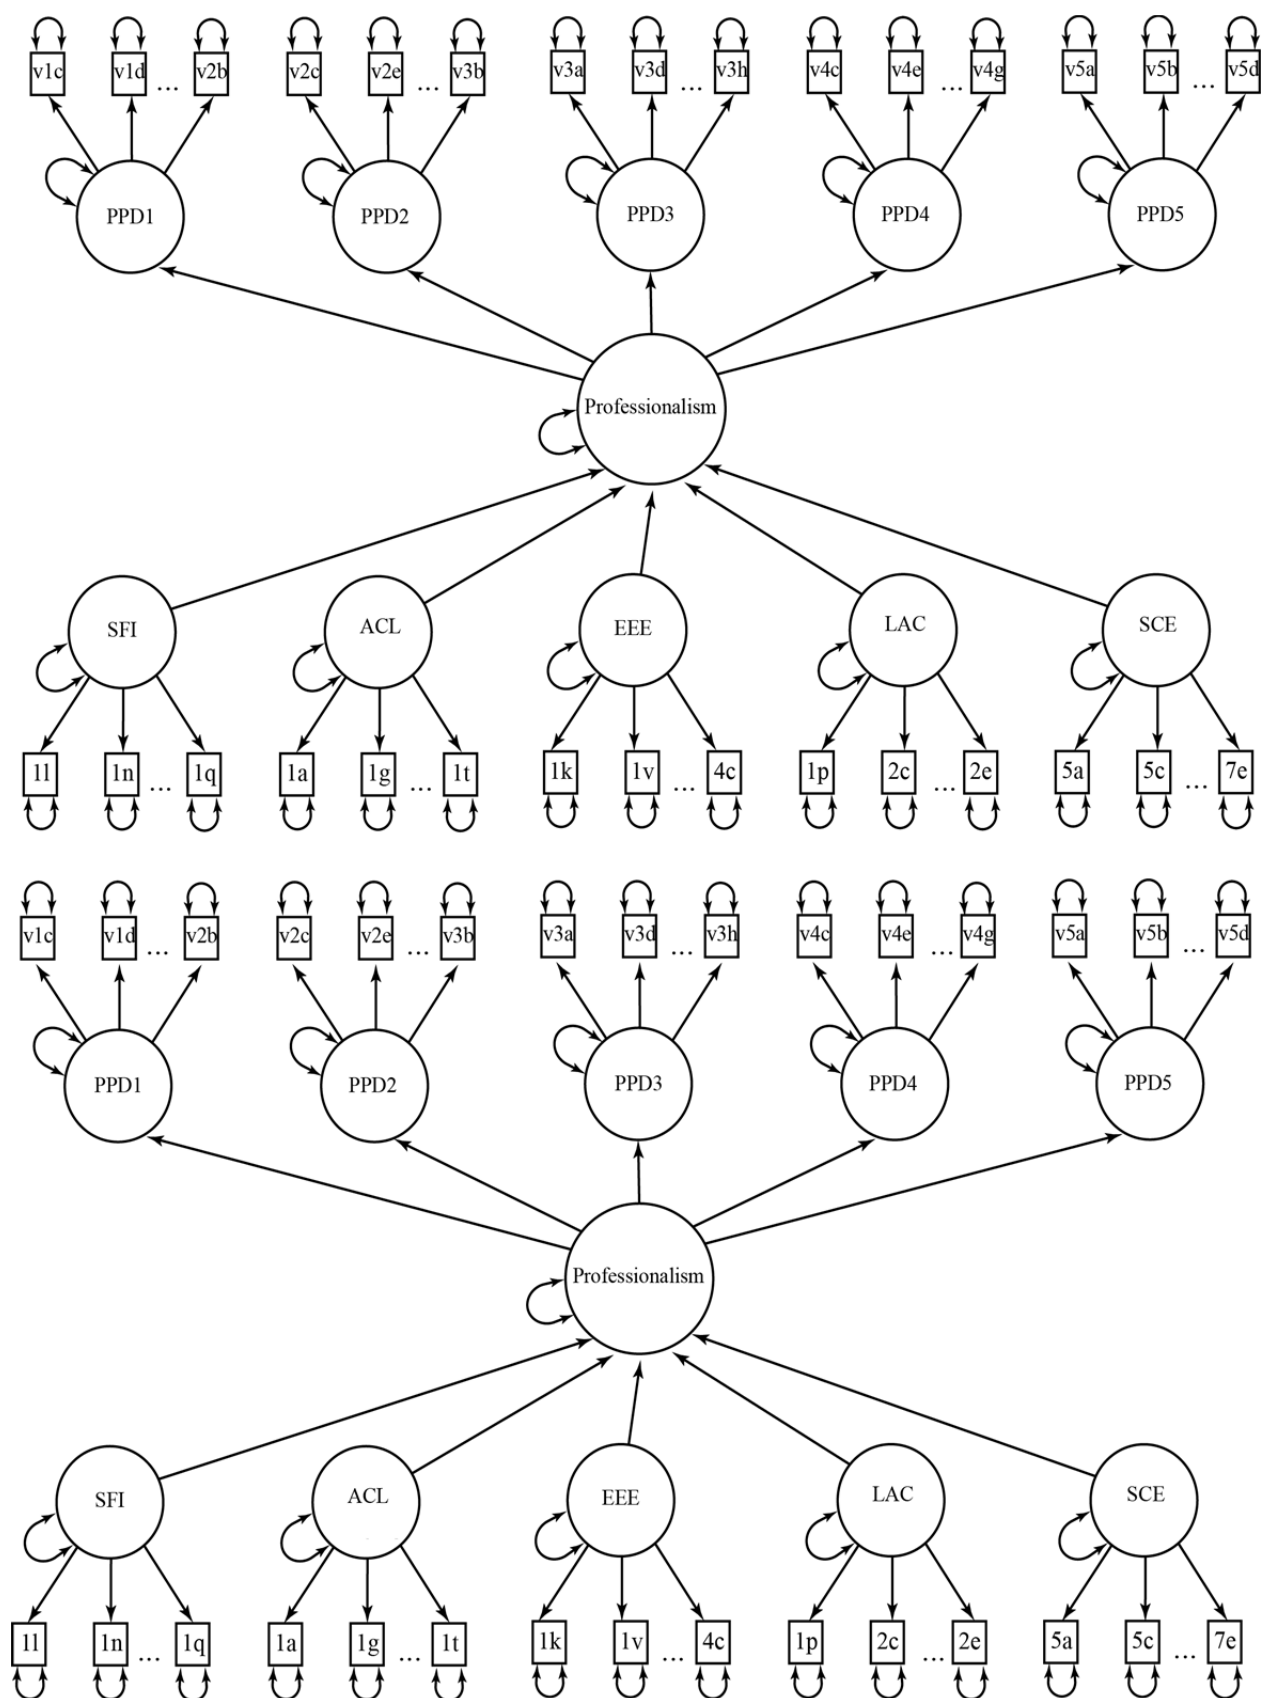 v1c v1d ... v2b v2c v2e ... v3b v3a v3d ... v3h v4c v4e ... v4g v5a v5b ... v5d
PPD1 PPD2 PPD3 PPD4 PPD5
Professionalism
SFI ACL EEE LAC SCE
1l 1n ... 1q 1a 1g ... 1t 1k 1v ... 4c 1p 2c ... 2e 5a 5c ... 7e
v1c v1d ... v2b v2c v2e ... v3b v3a v3d ... v3h v4c v4e ... v4g v5a v5b ... v5d
PPD1 PPD2 PPD3 PPD4 PPD5
Professionalism
SFI ACL EEE LAC SCE
1l 1n ... 1q 1a 1g ... 1t 1k 1v ... 4c 1p 2c ... 2e 5a 5c ... 7e